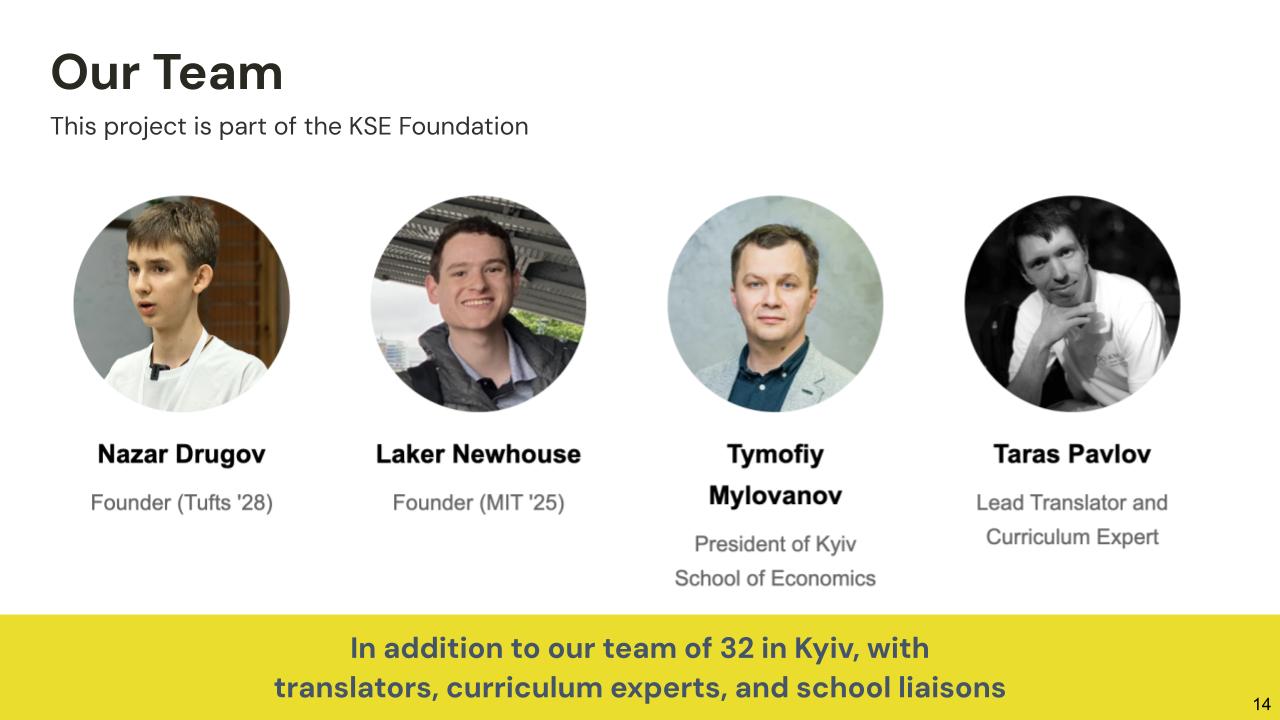 Our Team
This project is part of the KSE Foundation
Nazar Drugov
Founder (Tufts '28)
Laker Newhouse
Founder (MIT '25)
Tymofiy
Mylovanov
President of Kyiv
School of Economics
Taras Pavlov
Lead Translator and
Curriculum Expert
In addition to our team of 32 in Kyiv, with
translators, curriculum experts, and school liaisons
14